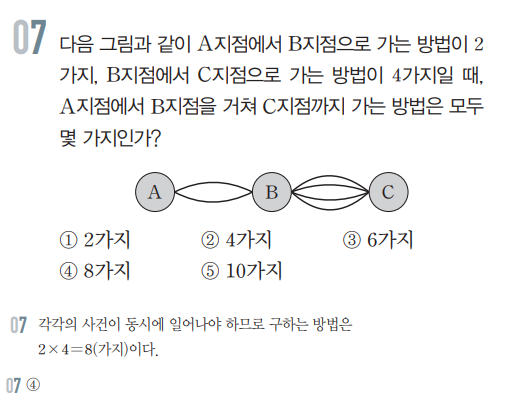 07 다음 그림과 같이 A지점에서 B지점으로 가는 방법이 2
가지, B지점에서 C지점으로 가는 방법이 4가지일 때,
A지점에서 B지점을 거쳐 C지점까지 가는 방법은 모두
몇 가지인가?
A B C
① 2가지 ② 4가지 ③ 6가지
④ 8가지 ⑤ 10가지
07 각각의 사건이 동시에 일어나야 하므로 구하는 방법은
2×4=8(가지)이다.
07 ④